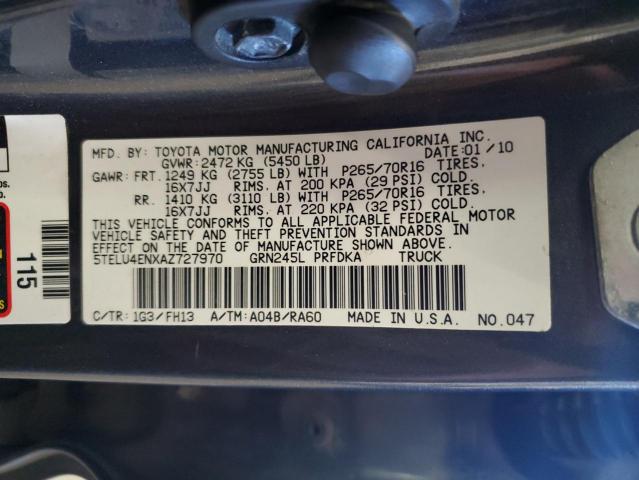 MFD. BY: TOYOTA MOTOR MANUFACTURING CALIFORNIA INC.
GVWR: 2472 KG (5450 LB) DATE: 01/10
GAWR: FRT. 1249 KG (2755 LB) WITH P265/70R16 TIRES.
16X7JJ RIMS. AT 200 KPA (29 PSI) COLD.
RR. 1410 KG (3110 LB) WITH P265/70R16 TIRES.
16X7JJ RIMS. AT 220 KPA (32 PSI) COLD.
THIS VEHICLE CONFORMS TO ALL APPLICABLE FEDERAL MOTOR
VEHICLE SAFETY AND THEFT PREVENTION STANDARDS IN
EFFECT ON THE DATE OF MANUFACTURE SHOWN ABOVE.
5TELU4ENXAZ727970 GRN245L PRFDKA TRUCK
C/TR: 1G3/FH13 A/TM: A04B/RA60 MADE IN U.S.A. NO.047
115